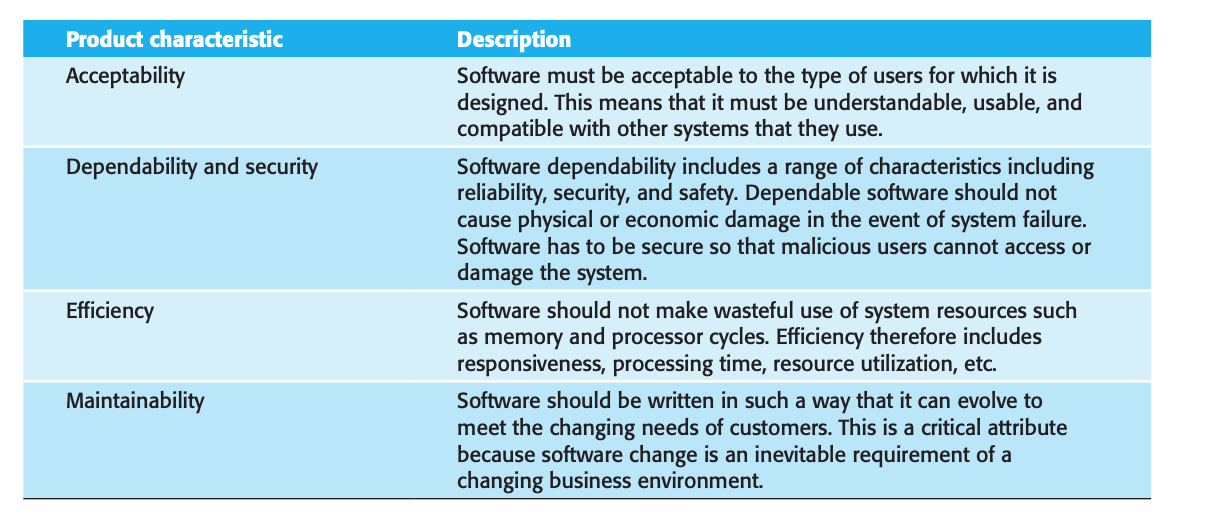 Product characteristic Description
Acceptability Software must be acceptable to the type of users for which it is
designed. This means that it must be understandable, usable, and
compatible with other systems that they use.
Dependability and security Software dependability includes a range of characteristics including
reliability, security, and safety. Dependable software should not
cause physical or economic damage in the event of system failure.
Software has to be secure so that malicious users cannot access or
damage the system.
Efficiency Software should not make wasteful use of system resources such
as memory and processor cycles. Efficiency therefore includes
responsiveness, processing time, resource utilization, etc.
Maintainability Software should be written in such a way that it can evolve to
meet the changing needs of customers. This is a critical attribute
because software change is an inevitable requirement of a
changing business environment.